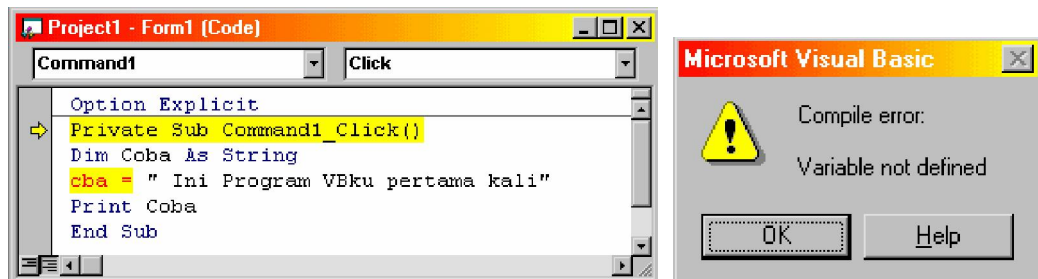 Project1 - Form1 (Code)
Command1
Click
Option Explicit
Private Sub Command1_Click()
Dim Coba As String
cba = " Ini Program VBku pertama kali"
Print Coba
End Sub
Microsoft Visual Basic
Compile error:
Variable not defined
OK
Help